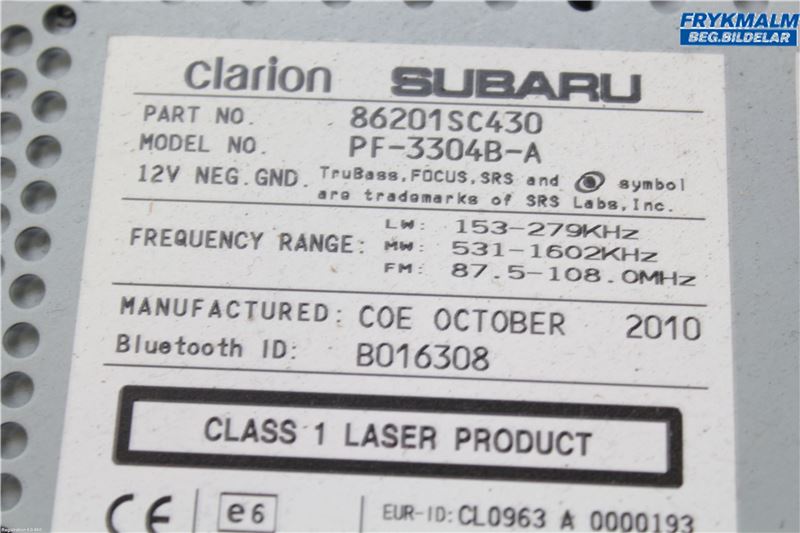 FRYKMALM
BEG.BILDELAR
clarion SUBARU
PART NO. 86201SC430
MODEL NO. PF-3304B-A
12V NEG.GND. TruBass,FOCUS,SRS and symbol
are trademarks of SRS Labs,Inc.
FREQUENCY RANGE: LW: 153-279KHz
MW: 531-1602KHz
FM: 87.5-108.0MHz
MANUFACTURED: COE OCTOBER 2010
Bluetooth ID: B016308
CLASS 1 LASER PRODUCT
CE e6 EUR-ID: CL0963 A 0000193